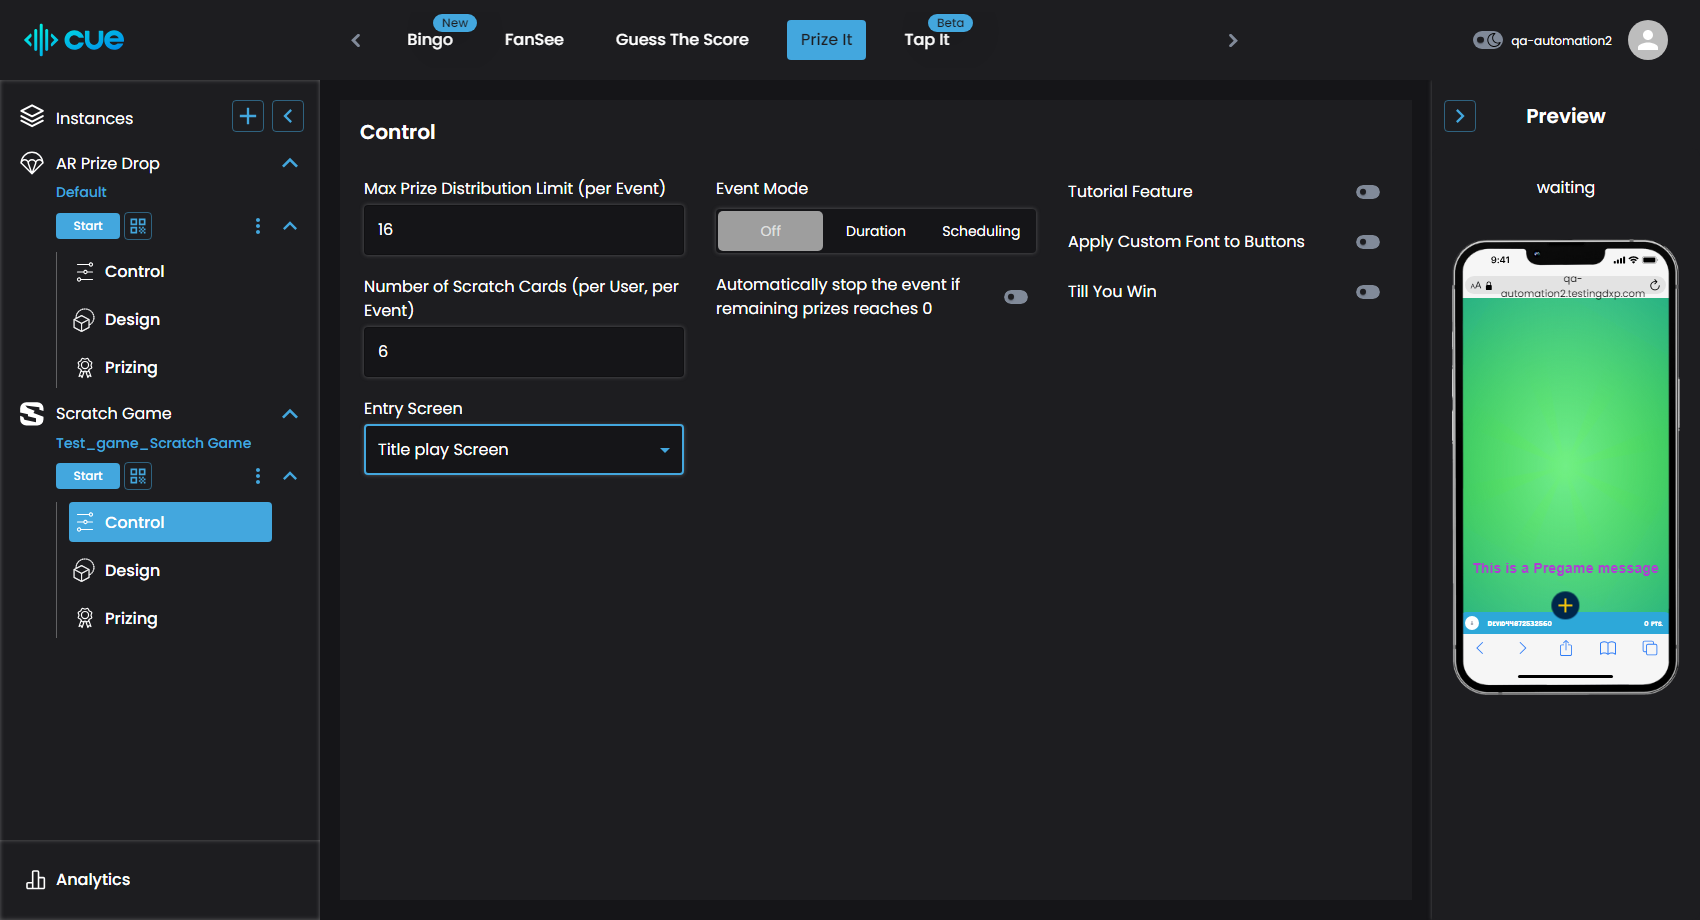 cue
Bingo
New
FanSee
Guess The Score
Prize It
Tap It
Beta
qa-automation2
Instances
AR Prize Drop
Default
Start
Control
Design
Prizing
Scratch Game
Test_game_Scratch Game
Start
Control
Design
Prizing
Analytics
Control
Max Prize Distribution Limit (per Event)
16
Number of Scratch Cards (per User, per
Event)
6
Entry Screen
Title play Screen
Event Mode
Off
Duration
Scheduling
Automatically stop the event if
remaining prizes reaches 0
Tutorial Feature
Apply Custom Font to Buttons
Till You Win
Preview
waiting
9:41
AA
qa-
automation2.testingdxp.com
This is a Pregame message
DEVID44872532560
0 PTS.